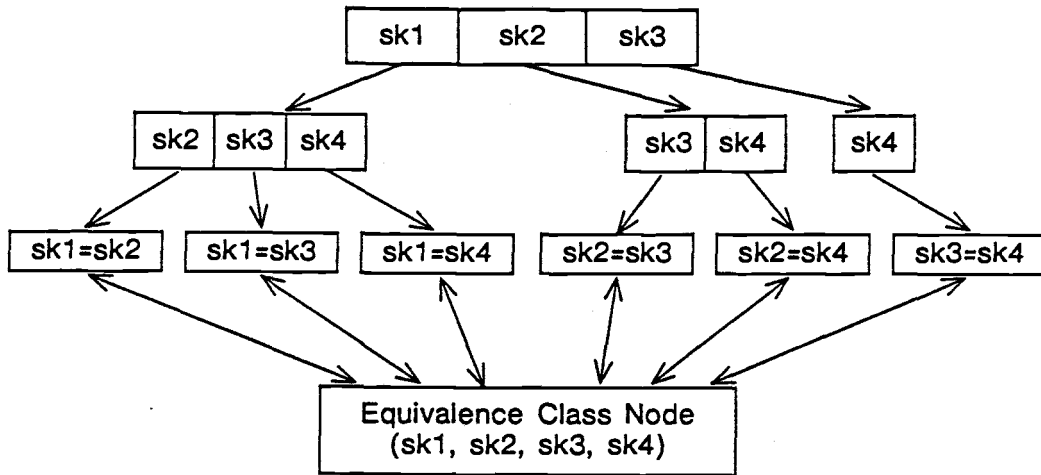 sk1 sk2 sk3
sk2 sk3 sk4 sk3 sk4 sk4
sk1=sk2 sk1=sk3 sk1=sk4 sk2=sk3 sk2=sk4 sk3=sk4
Equivalence Class Node
(sk1, sk2, sk3, sk4)